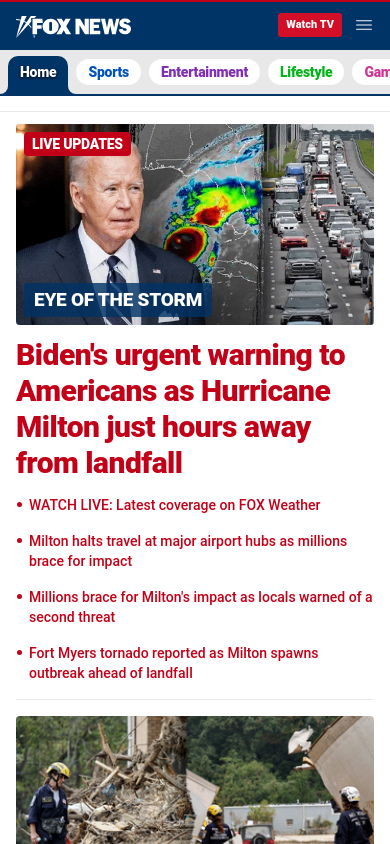 FOX NEWS
Watch TV
Home
Sports
Entertainment
Lifestyle
Gam
LIVE UPDATES
EYE OF THE STORM
Biden's urgent warning to
Americans as Hurricane
Milton just hours away
from landfall
WATCH LIVE: Latest coverage on FOX Weather
Milton halts travel at major airport hubs as millions
brace for impact
Millions brace for Milton's impact as locals warned of a
second threat
Fort Myers tornado reported as Milton spawns
outbreak ahead of landfall